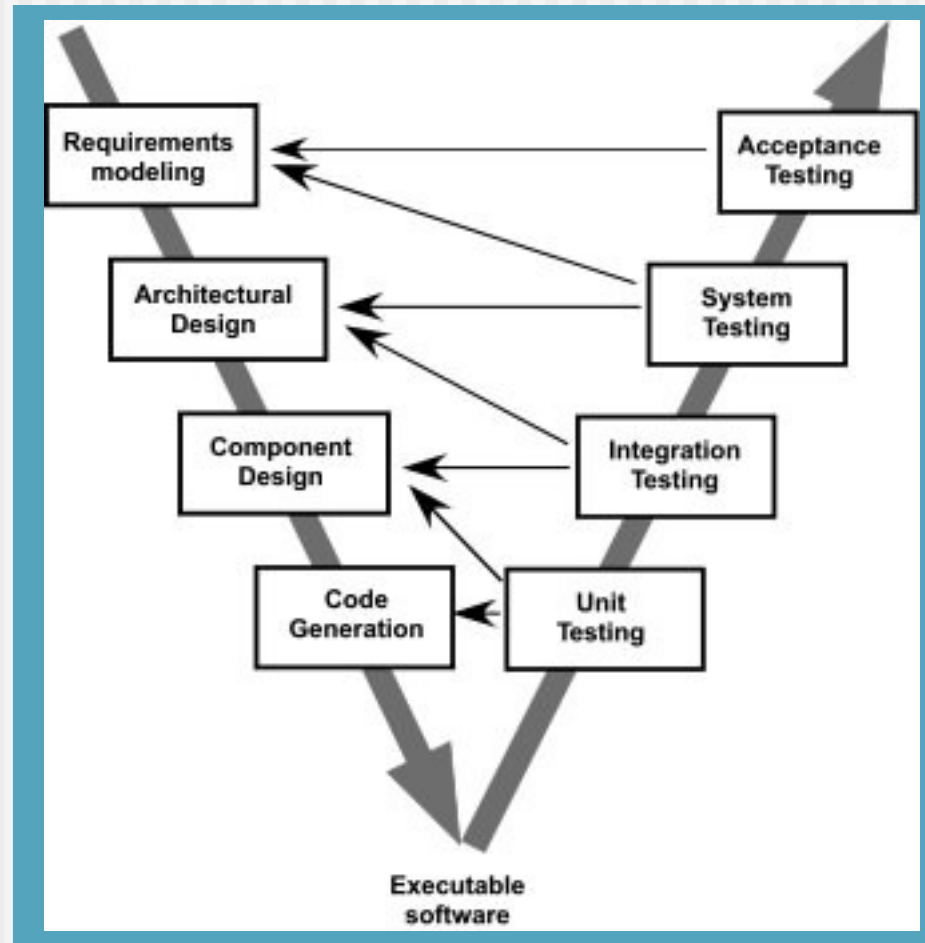 Requirements
modeling
Acceptance
Testing
Architectural
Design
System
Testing
Component
Design
Integration
Testing
Code
Generation
Unit
Testing
Executable
software